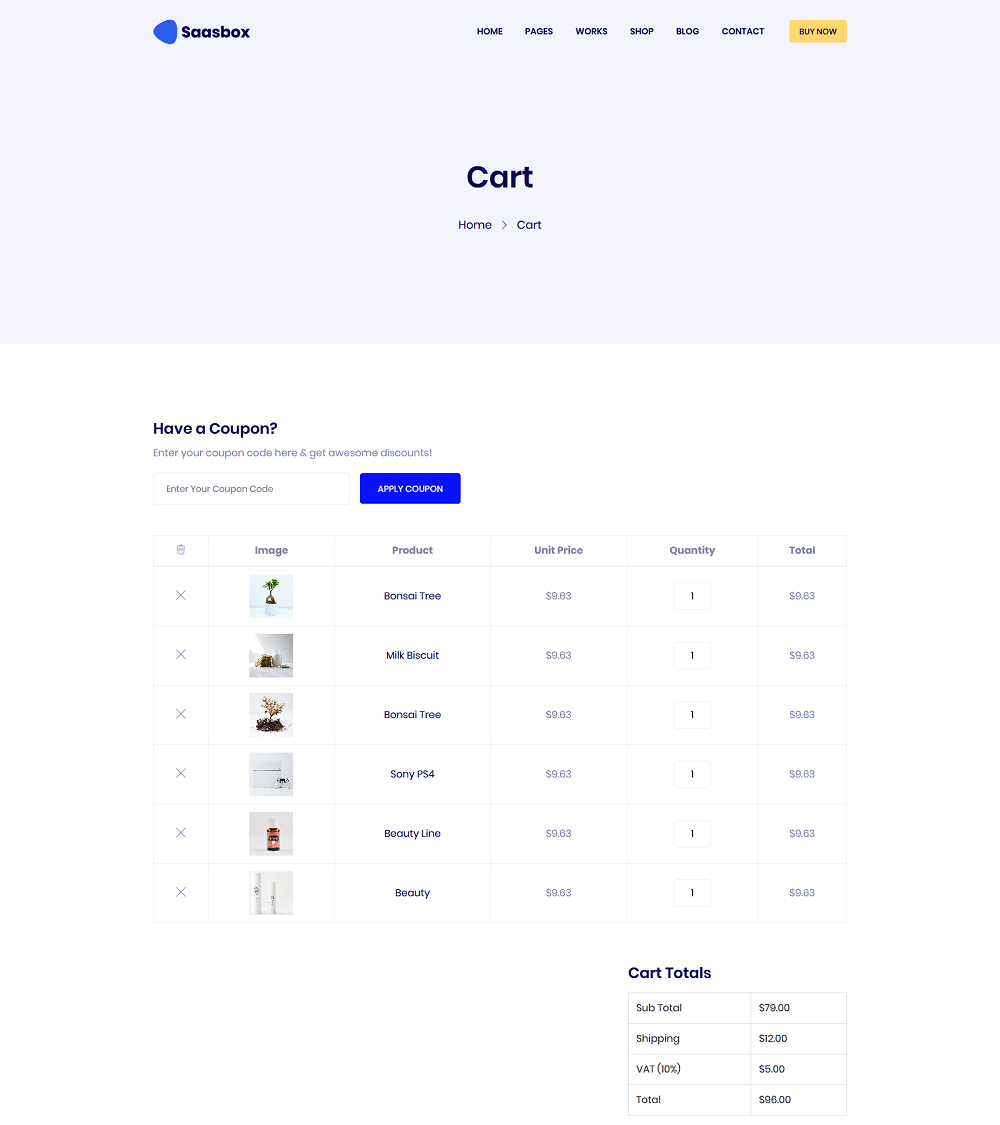 Saasbox HOME PAGES WORKS SHOP BLOG CONTACT BUY NOW
Cart
Home Cart
Have a Coupon?
Enter your coupon code here & get awesome discounts!
Enter Your Coupon Code APPLY COUPON
Image Product Unit Price Quantity Total
Bonsai Tree $9.63 1 $9.63
Milk Biscuit $9.63 1 $9.63
Bonsai Tree $9.63 1 $9.63
Sony PS4 $9.63 1 $9.63
Beauty Line $9.63 1 $9.63
Beauty $9.63 1 $9.63
Cart Totals
Sub Total $79.00
Shipping $12.00
VAT (10%) $5.00
Total $96.00